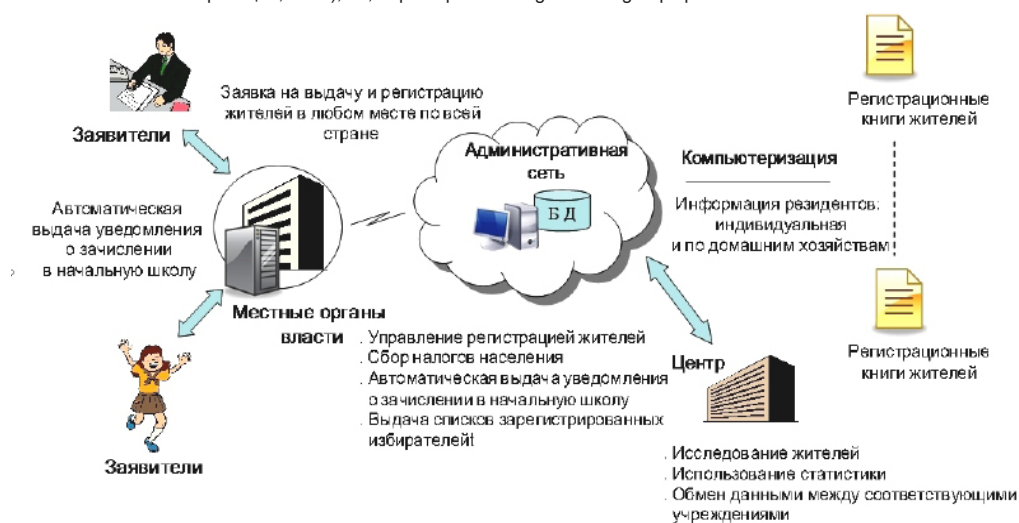 Заявка на выдачу и регистрацию
жителей в любом месте по всей
стране
Заявители
Регистрационные
книги жителей
Административная
сеть
БД
Компьютеризация
Информация резидентов:
индивидуальная
и по домашним хозяйствам
Автоматическая
выдача уведомления
о зачислении
в начальную школу
Местные органы
власти
. Управление регистрацией жителей
. Сбор налогов населения
. Автоматическая выдача уведомления
о зачислении в начальную школу
. Выдача списков зарегистрированных
избирателей!
Центр
Регистрационные
книги жителей
Заявители
. Исследование жителей
. Использование статистики
. Обмен данными между соответствующими
учреждениями